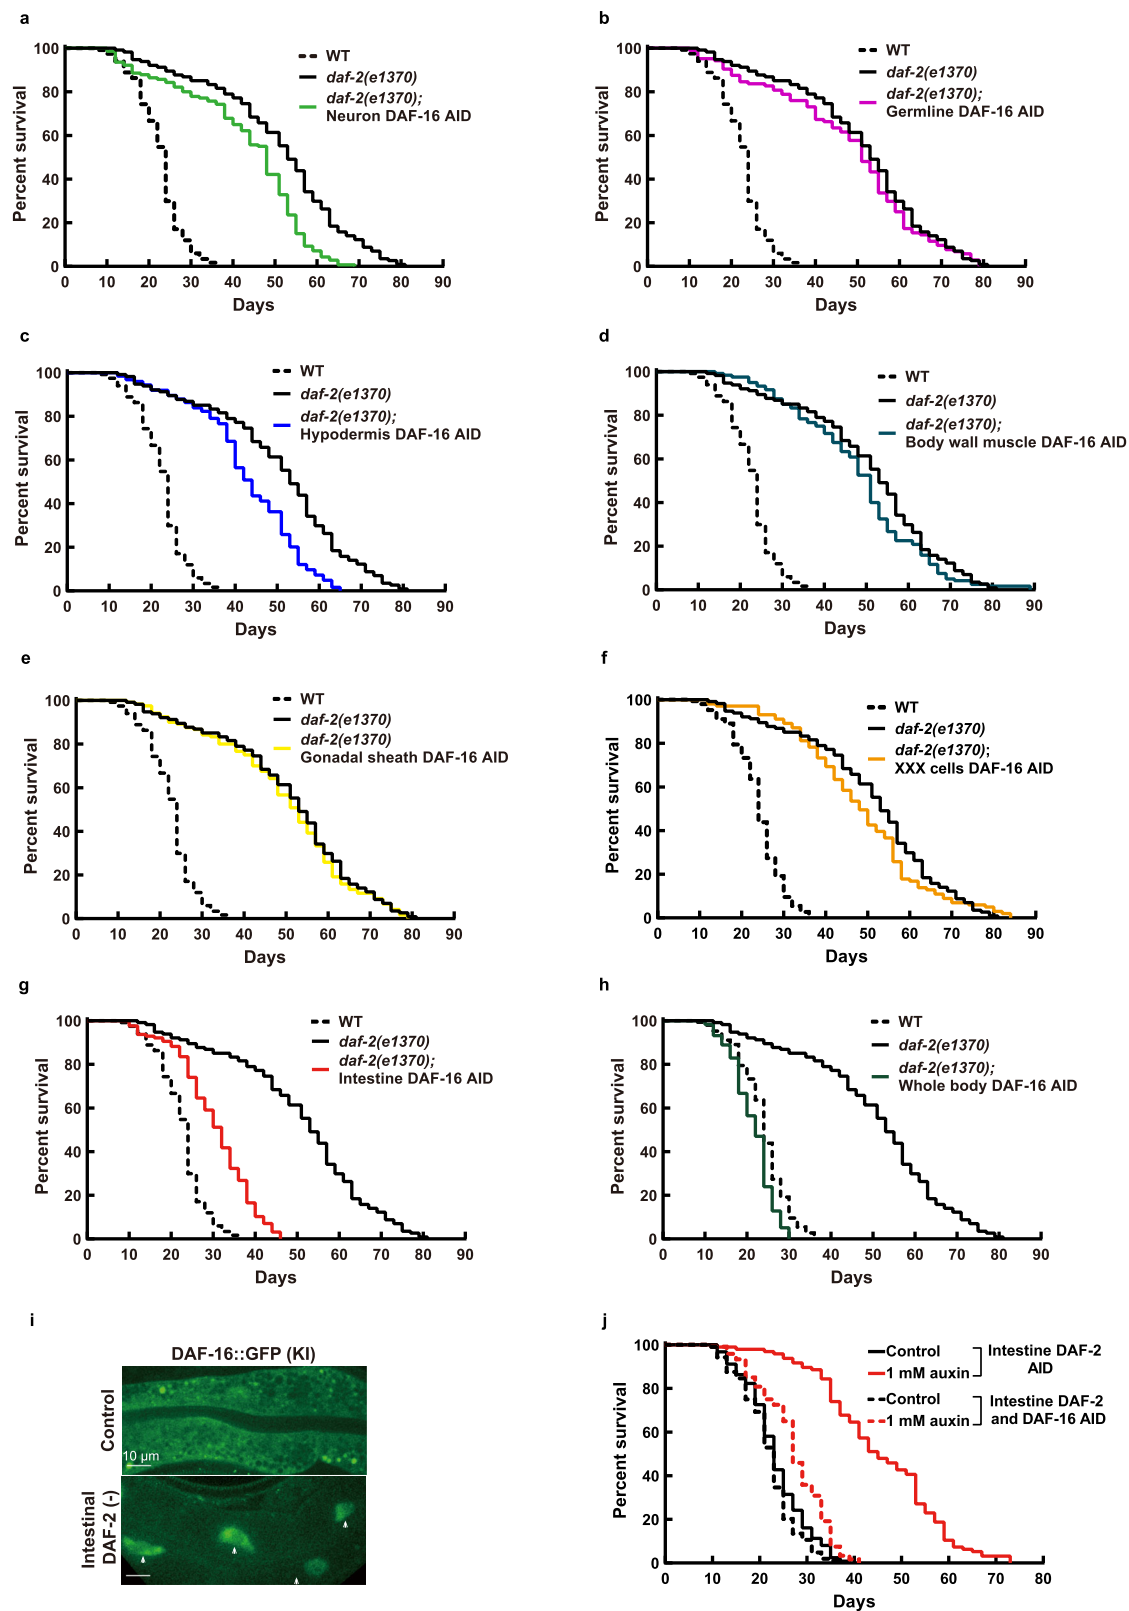 a
100
80
60
40
20
0
Percent survival
0 10 20 30 40 50 60 70 80 90
Days
WT
daf-2(e1370)
daf-2(e1370);
Neuron DAF-16 AID
b
100
80
60
40
20
0
Percent survival
0 10 20 30 40 50 60 70 80 90
Days
WT
daf-2(e1370)
daf-2(e1370);
Germline DAF-16 AID
c
100
80
60
40
20
0
Percent survival
0 10 20 30 40 50 60 70 80 90
Days
WT
daf-2(e1370)
daf-2(e1370);
Hypodermis DAF-16 AID
d
100
80
60
40
20
0
Percent survival
0 10 20 30 40 50 60 70 80 90
Days
WT
daf-2(e1370)
daf-2(e1370);
Body wall muscle DAF-16 AID
e
100
80
60
40
20
0
Percent survival
0 10 20 30 40 50 60 70 80 90
Days
WT
daf-2(e1370)
daf-2(e1370)
Gonadal sheath DAF-16 AID
f
100
80
60
40
20
0
Percent survival
0 10 20 30 40 50 60 70 80 90
Days
WT
daf-2(e1370)
daf-2(e1370);
XXX cells DAF-16 AID
g
100
80
60
40
20
0
Percent survival
0 10 20 30 40 50 60 70 80 90
Days
WT
daf-2(e1370)
daf-2(e1370);
Intestine DAF-16 AID
h
100
80
60
40
20
0
Percent survival
0 10 20 30 40 50 60 70 80 90
Days
WT
daf-2(e1370)
daf-2(e1370);
Whole body DAF-16 AID
i
DAF-16::GFP (KI)
Control
10 μm
Intestinal
DAF-2 (-)
j
100
80
60
40
20
0
Percent survival
0 10 20 30 40 50 60 70 80
Days
Control
1 mM auxin
Intestine DAF-2
AID
Control
1 mM auxin
Intestine DAF-2
and DAF-16 AID